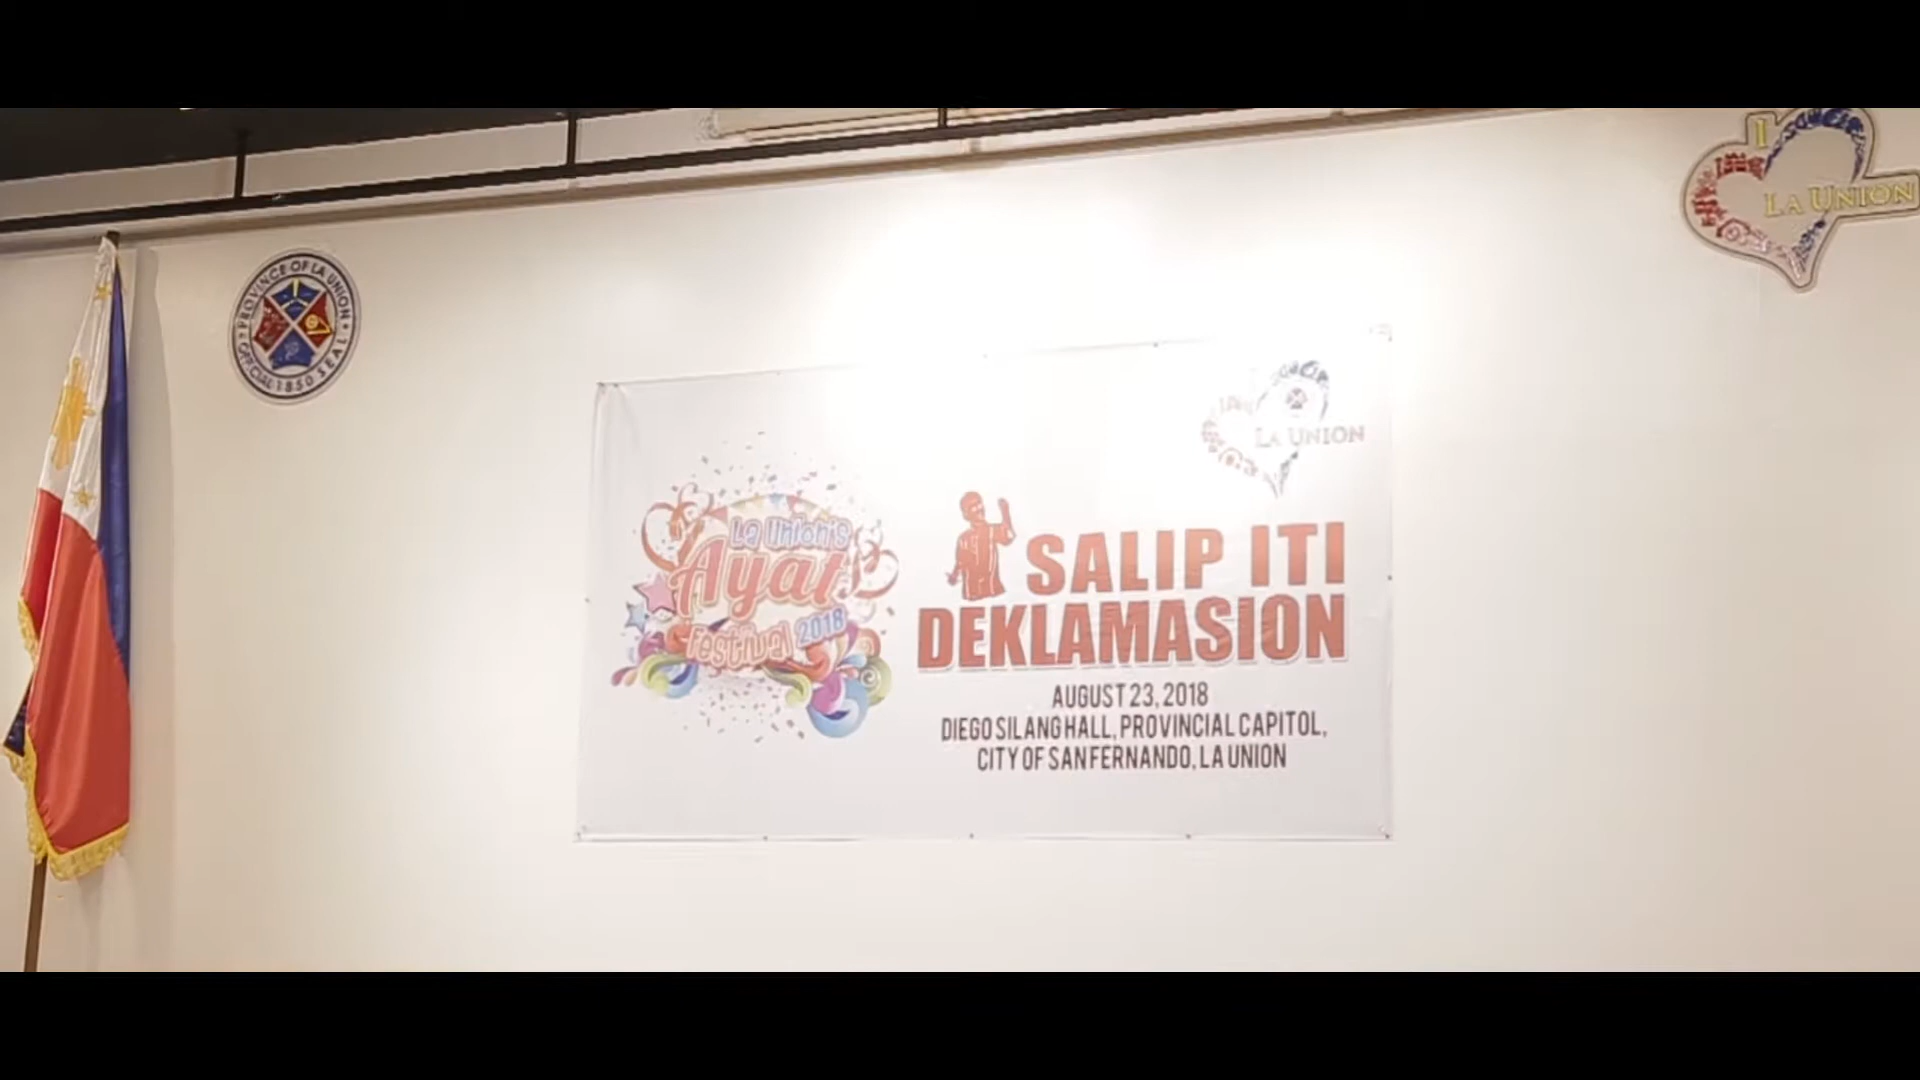 PROVINCE OF LA UNION
OFFICIAL 1850 SEAL
I
LA UNION
LA UNION
La Union's
Ayat
Festival 2018
SALIP ITI
DEKLAMASION
AUGUST 23, 2018
DIEGO SILANG HALL, PROVINCIAL CAPITOL,
CITY OF SAN FERNANDO, LA UNION